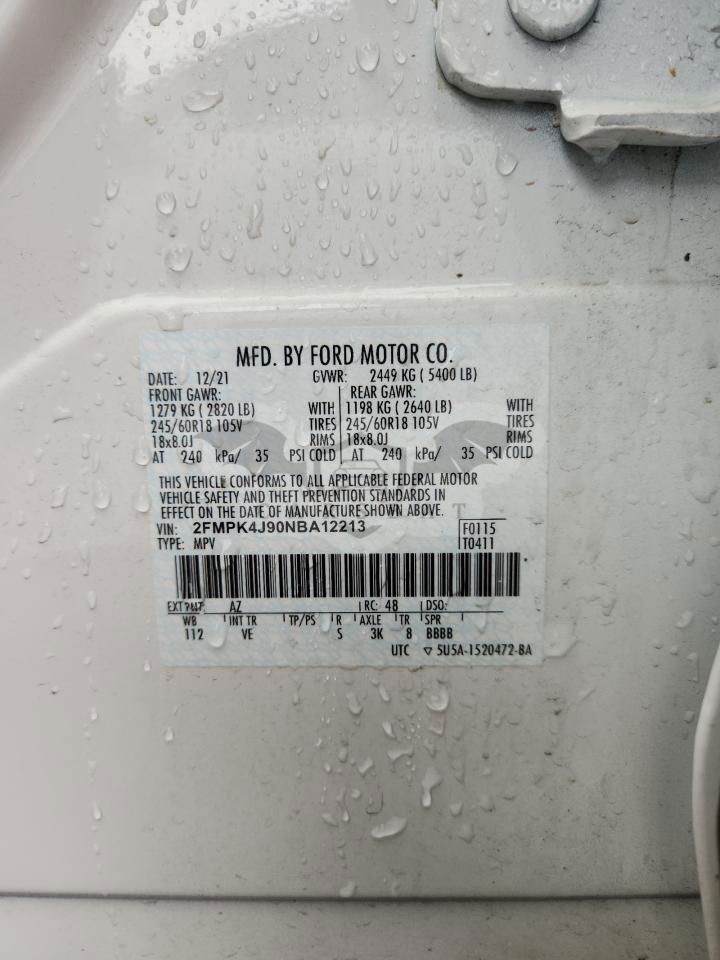 MFD. BY FORD MOTOR CO.
DATE: 12/21 GVWR: 2449 KG ( 5400 LB)
FRONT GAWR: REAR GAWR:
1279 KG ( 2820 LB) WITH 1198 KG ( 2640 LB) WITH
245/60R18 105V TIRES 245/60R18 105V TIRES
18x8.0J RIMS 18x8.0J RIMS
AT 240 kPa/ 35 PSI COLD AT 240 kPa/ 35 PSI COLD
THIS VEHICLE CONFORMS TO ALL APPLICABLE FEDERAL MOTOR
VEHICLE SAFETY AND THEFT PREVENTION STANDARDS IN
EFFECT ON THE DATE OF MANUFACTURE SHOWN ABOVE.
VIN: 2FMPK4J90NBA12213 F0115
TYPE: MPV T0411
EXT PNT: AZ RC: 48 DSO:
WB INT TR TP/PS R AXLE TR SPR
112 VE S 3K 8 BBBB
UTC ▽ 5U5A-1520472-BA